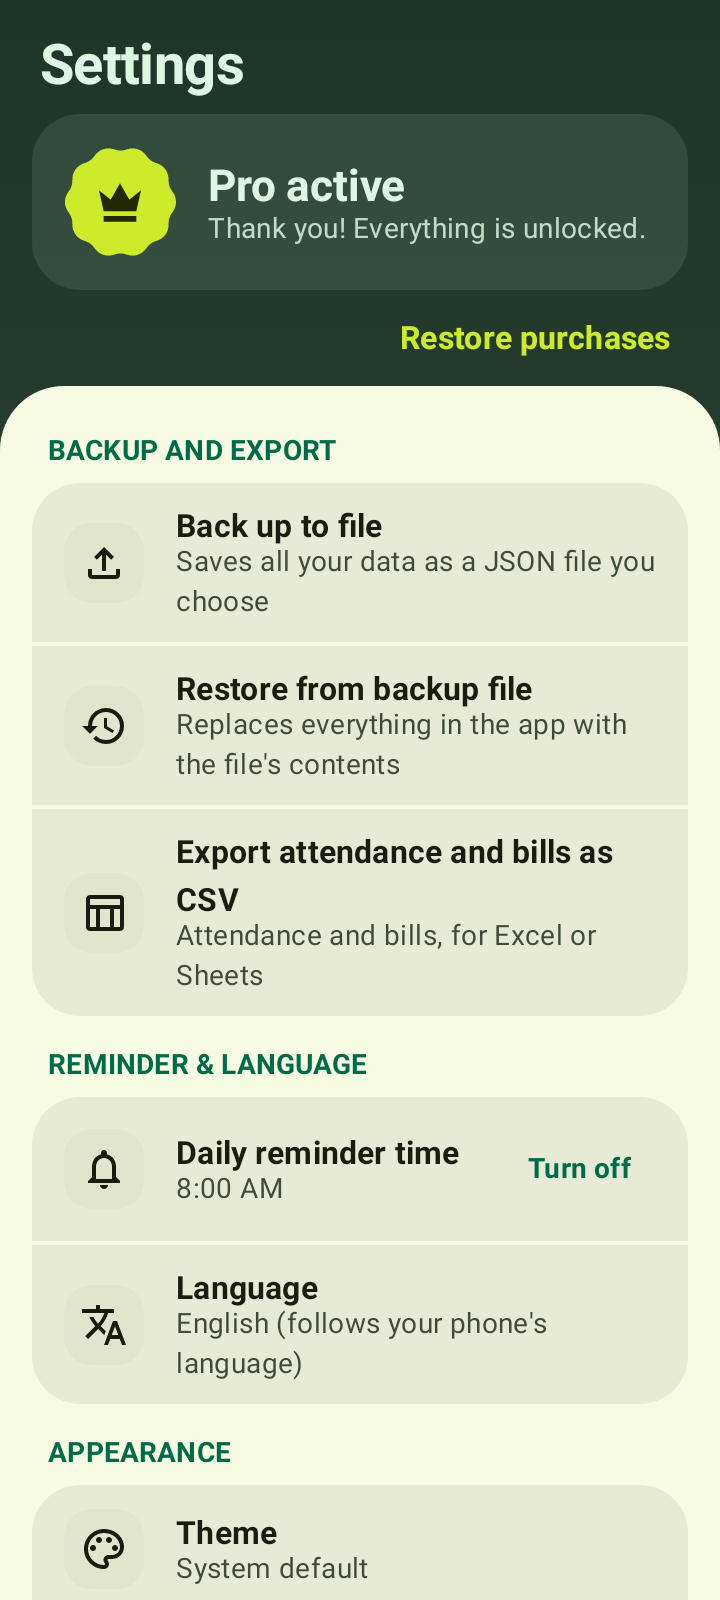 Settings
Pro active
Thank you! Everything is unlocked.
Restore purchases
BACKUP AND EXPORT
Back up to file
Saves all your data as a JSON file you
choose
Restore from backup file
Replaces everything in the app with
the file's contents
Export attendance and bills as
CSV
Attendance and bills, for Excel or
Sheets
REMINDER & LANGUAGE
Daily reminder time
8:00 AM
Turn off
Language
English (follows your phone's
language)
APPEARANCE
Theme
System default